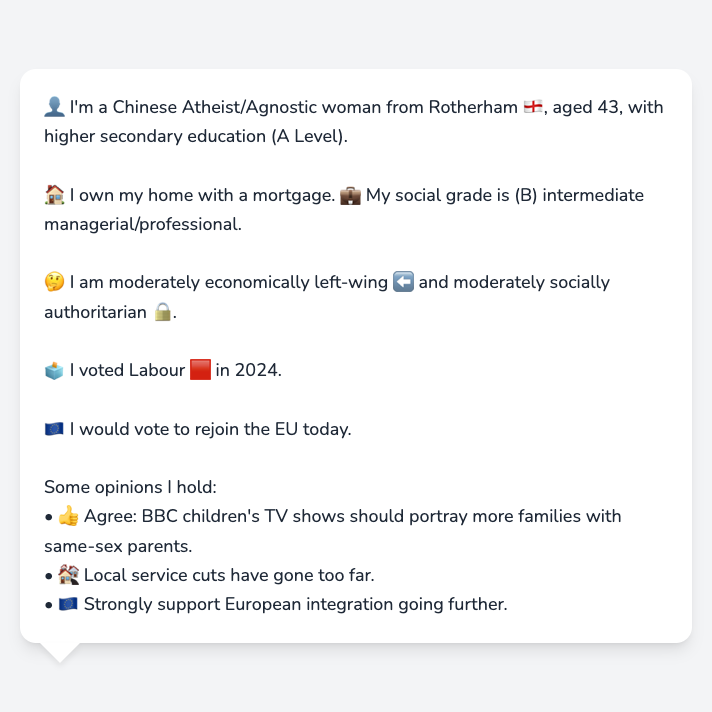 👤 I'm a Chinese Atheist/Agnostic woman from Rotherham 🏴󠁧󠁢󠁥󠁮󠁧󠁿, aged 43, with
higher secondary education (A Level).
🏠 I own my home with a mortgage. 💼 My social grade is (B) intermediate
managerial/professional.
🤔 I am moderately economically left-wing ⬅️ and moderately socially
authoritarian 🔒.
🗳️ I voted Labour 🟥 in 2024.
🇪🇺 I would vote to rejoin the EU today.
Some opinions I hold:
• 👍 Agree: BBC children's TV shows should portray more families with
same-sex parents.
• 🏘️ Local service cuts have gone too far.
• 🇪🇺 Strongly support European integration going further.